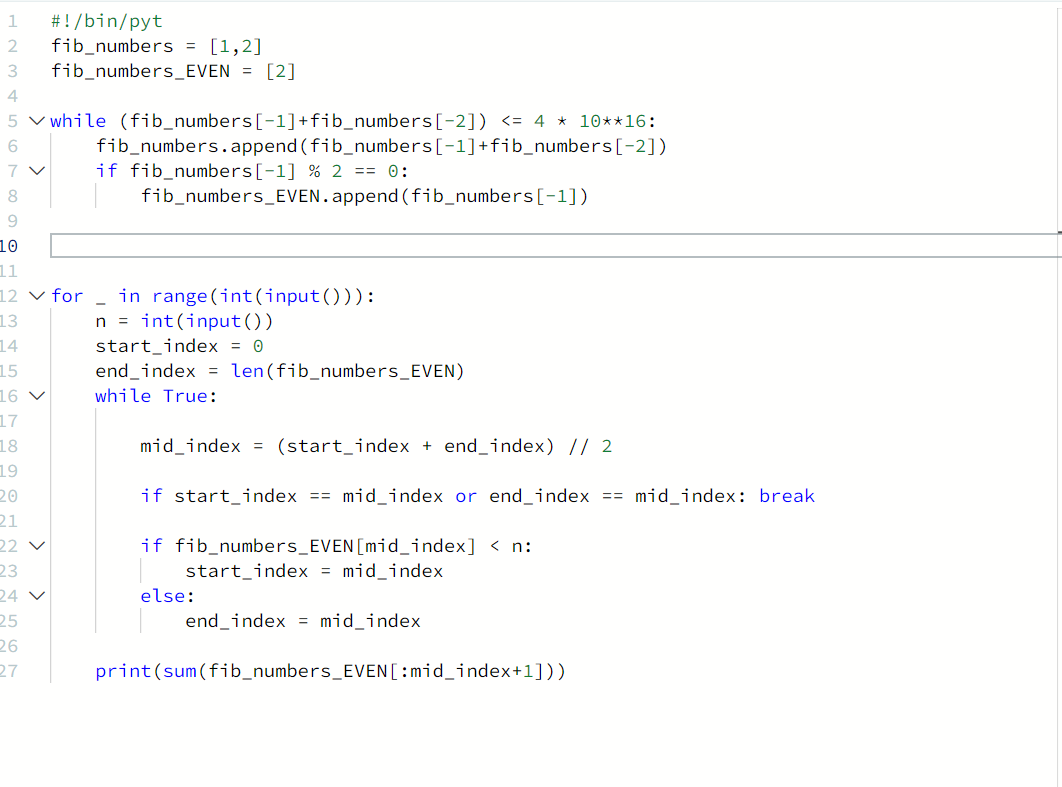 1 #!/bin/pyt
2 fib_numbers = [1,2]
3 fib_numbers_EVEN = [2]
4
5 while (fib_numbers[-1]+fib_numbers[-2]) <= 4 * 10**16:
6     fib_numbers.append(fib_numbers[-1]+fib_numbers[-2])
7     if fib_numbers[-1] % 2 == 0:
8         fib_numbers_EVEN.append(fib_numbers[-1])
9
10
11
12 for _ in range(int(input())):
13     n = int(input())
14     start_index = 0
15     end_index = len(fib_numbers_EVEN)
16     while True:
17
18         mid_index = (start_index + end_index) // 2
19
20         if start_index == mid_index or end_index == mid_index: break
21
22         if fib_numbers_EVEN[mid_index] < n:
23             start_index = mid_index
24         else:
25             end_index = mid_index
26
27     print(sum(fib_numbers_EVEN[:mid_index+1]))